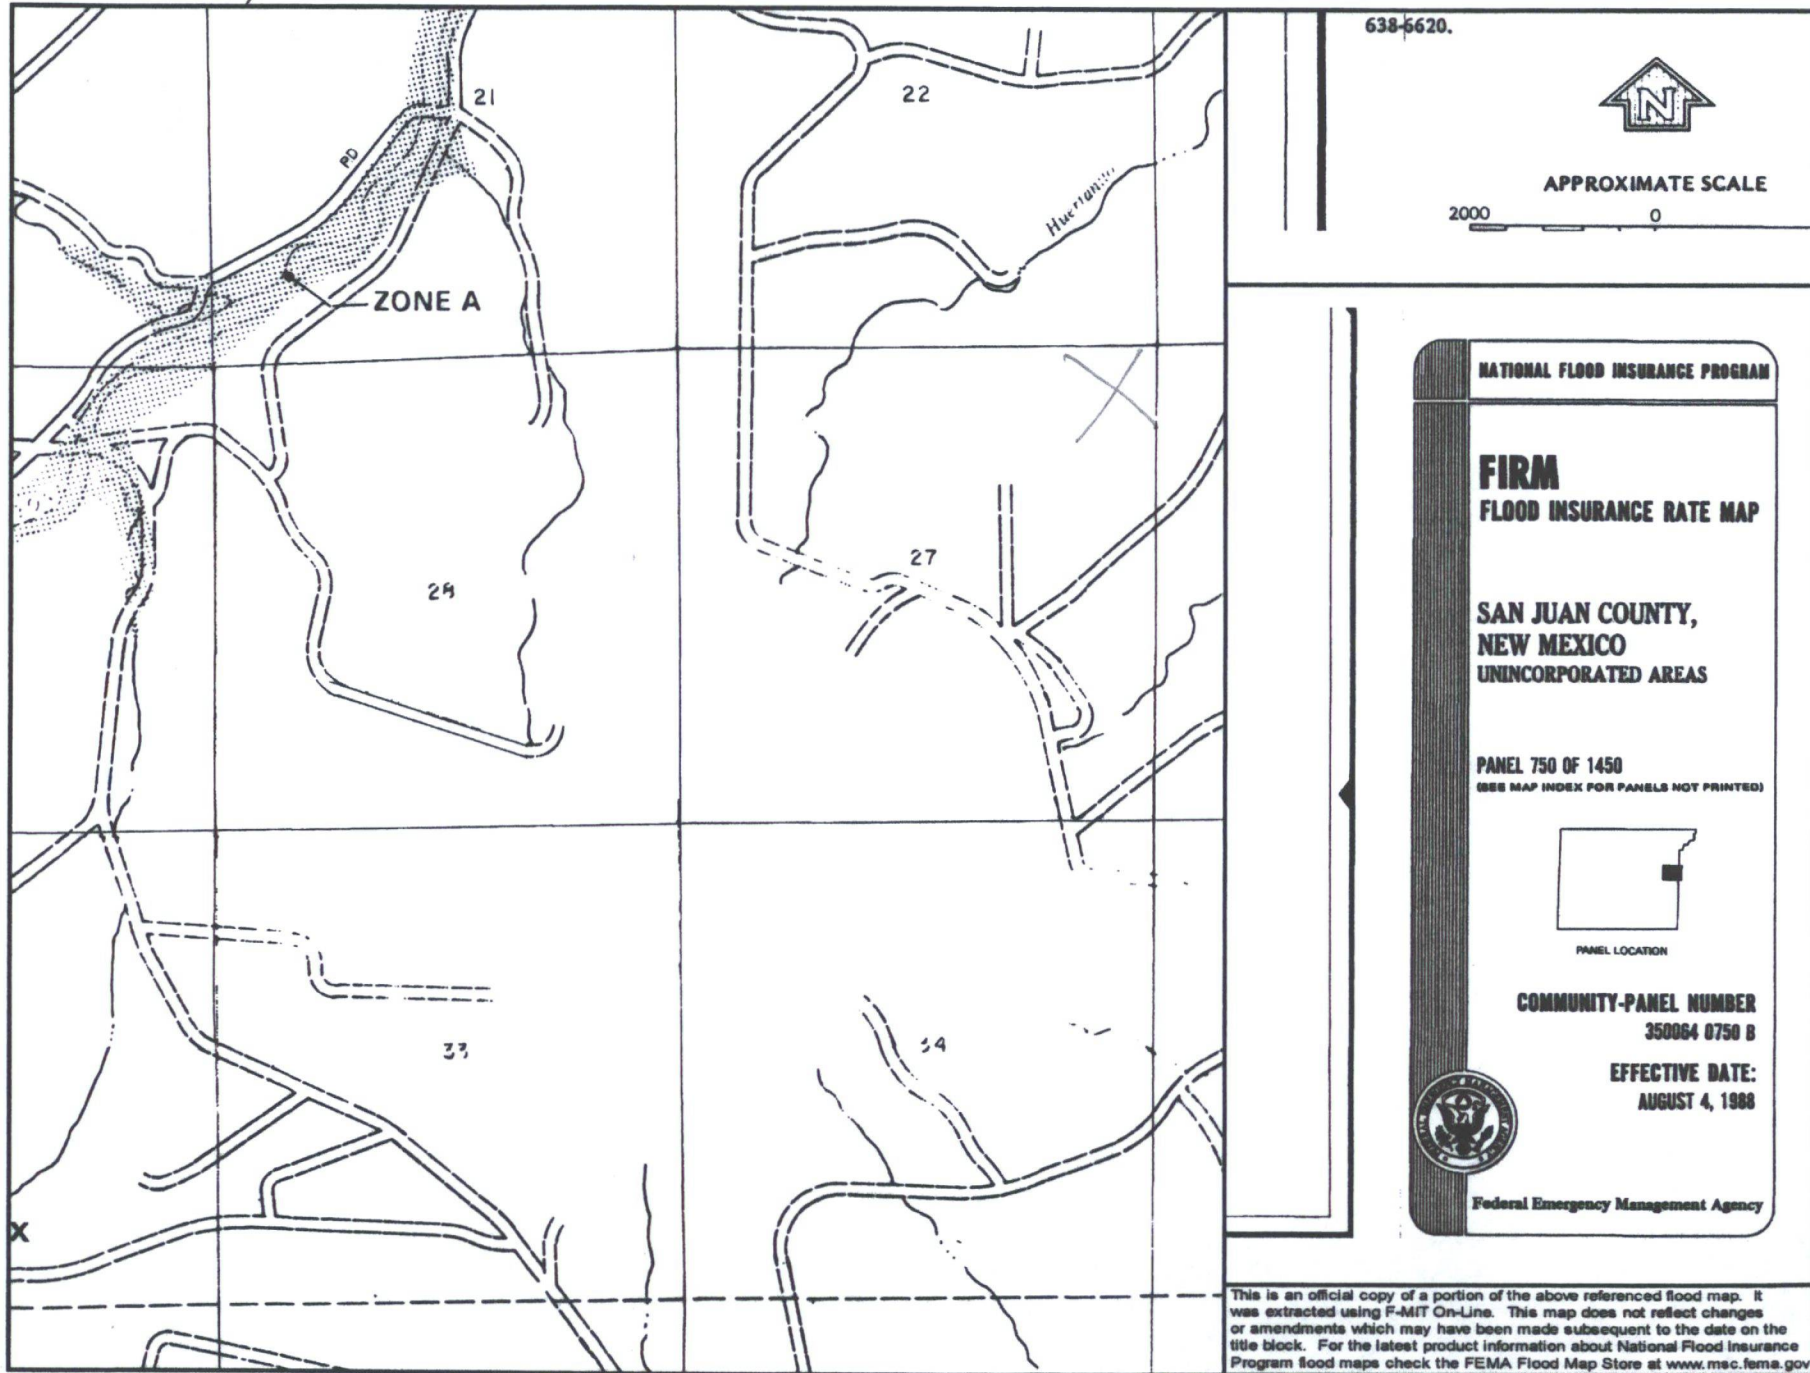 638-6620.
N
APPROXIMATE SCALE
2000 0
21
22
PD
ZONE A
27
28
33
34
X
NATIONAL FLOOD INSURANCE PROGRAM
FIRM
FLOOD INSURANCE RATE MAP
SAN JUAN COUNTY,
NEW MEXICO
UNINCORPORATED AREAS
PANEL 750 OF 1450
(SEE MAP INDEX FOR PANELS NOT PRINTED)
PANEL LOCATION
COMMUNITY-PANEL NUMBER
350064 0750 B
EFFECTIVE DATE:
AUGUST 4, 1988
Federal Emergency Management Agency
This is an official copy of a portion of the above referenced flood map. It
was extracted using F-MIT On-Line. This map does not reflect changes
or amendments which may have been made subsequent to the date on the
title block. For the latest product information about National Flood Insurance
Program flood maps check the FEMA Flood Map Store at www.msc.fema.gov